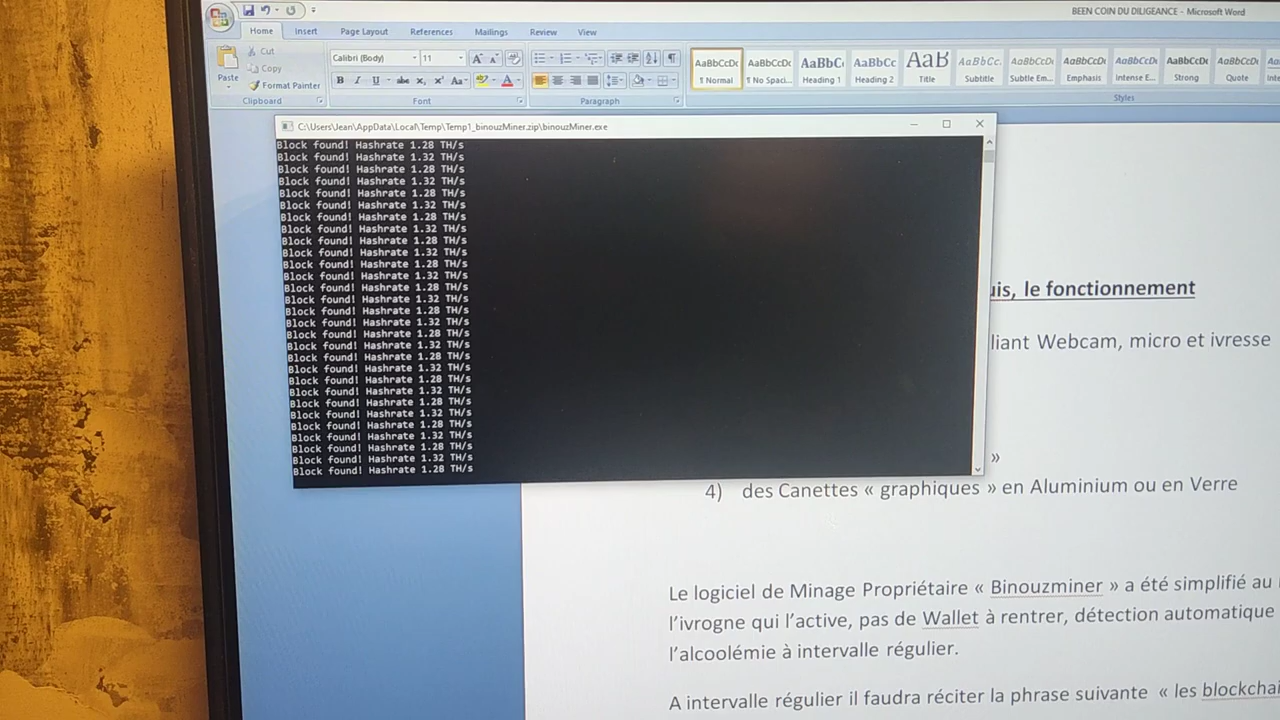 BEEN COIN DU DILIGEANCE - Microsoft Word
Home Insert Page Layout References Mailings Review View
Paste
Cut
Copy
Format Painter
Clipboard
Calibri (Body) 11
Font
Paragraph
AaBbCcDc AaBbCcDc AaBbC AaBbCc AaB AaBbCc. AaBbCcDc AaBbCcDc AaBbCcDc AaBbCcDc AaBbCcDc
¶ Normal ¶ No Spaci... Heading 1 Heading 2 Title Subtitle Subtle Em... Emphasis Intense E... Strong Quote
Styles
C:\Users\Jean\AppData\Local\Temp\Temp1_binouzMiner.zip\binouzMiner.exe
Block found! Hashrate 1.28 TH/s
Block found! Hashrate 1.32 TH/s
Block found! Hashrate 1.28 TH/s
Block found! Hashrate 1.32 TH/s
Block found! Hashrate 1.28 TH/s
Block found! Hashrate 1.32 TH/s
Block found! Hashrate 1.28 TH/s
Block found! Hashrate 1.32 TH/s
Block found! Hashrate 1.28 TH/s
Block found! Hashrate 1.32 TH/s
Block found! Hashrate 1.28 TH/s
Block found! Hashrate 1.32 TH/s
Block found! Hashrate 1.28 TH/s
Block found! Hashrate 1.32 TH/s
Block found! Hashrate 1.28 TH/s
Block found! Hashrate 1.32 TH/s
Block found! Hashrate 1.28 TH/s
Block found! Hashrate 1.32 TH/s
Block found! Hashrate 1.28 TH/s
Block found! Hashrate 1.32 TH/s
Block found! Hashrate 1.28 TH/s
Block found! Hashrate 1.32 TH/s
Block found! Hashrate 1.28 TH/s
Block found! Hashrate 1.32 TH/s
Block found! Hashrate 1.28 TH/s
Block found! Hashrate 1.32 TH/s
Block found! Hashrate 1.28 TH/s
Block found! Hashrate 1.32 TH/s
Block found! Hashrate 1.28 TH/s
uis, le fonctionnement
liant Webcam, micro et ivresse
»
4) des Canettes « graphiques » en Aluminium ou en Verre
Le logiciel de Minage Propriétaire « Binouzminer » a été simplifié au
l'ivrogne qui l'active, pas de Wallet à rentrer, détection automatique
l'alcoolémie à intervalle régulier.
A intervalle régulier il faudra réciter la phrase suivante « les blockchai